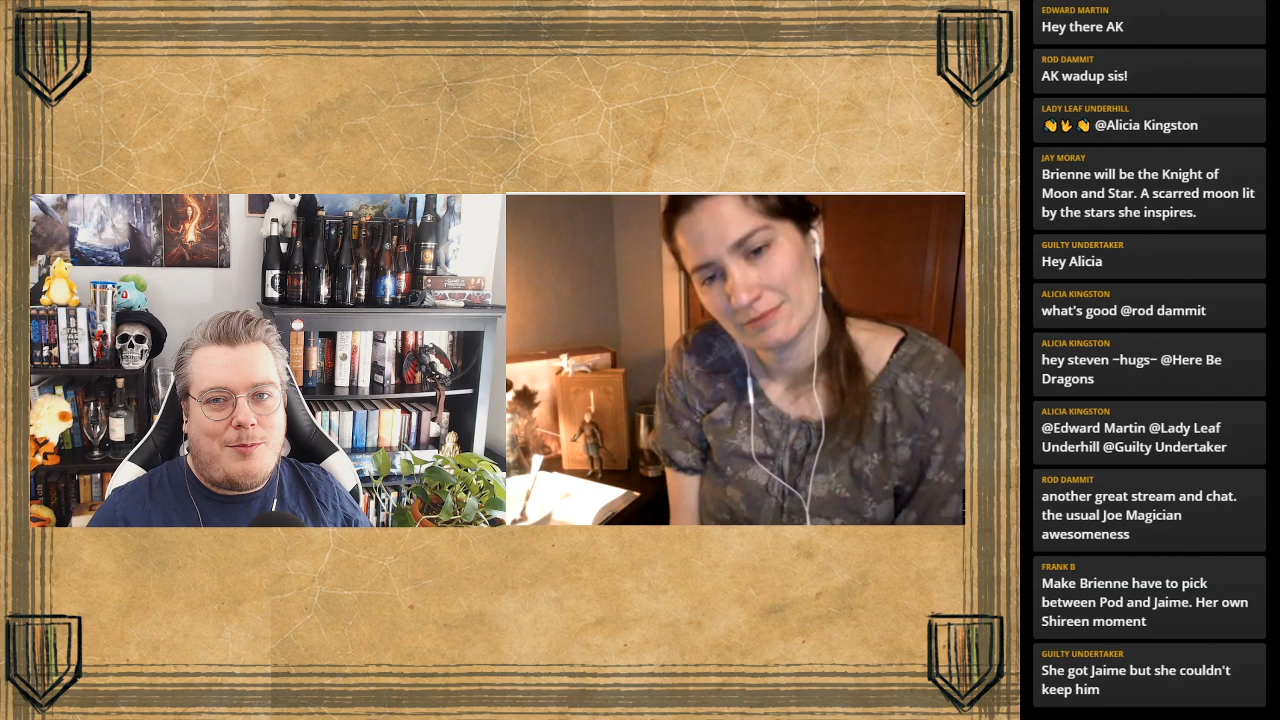 EDWARD MARTIN
Hey there AK
ROD DAMMIT
AK wadup sis!
LADY LEAF UNDERHILL
👏🖖👏 @Alicia Kingston
JAY MORAY
Brienne will be the Knight of
Moon and Star. A scarred moon lit
by the stars she inspires.
GUILTY UNDERTAKER
Hey Alicia
ALICIA KINGSTON
what's good @rod dammit
ALICIA KINGSTON
hey steven ~hugs~ @Here Be
Dragons
ALICIA KINGSTON
@Edward Martin @Lady Leaf
Underhill @Guilty Undertaker
ROD DAMMIT
another great stream and chat.
the usual Joe Magician
awesomeness
FRANK B
Make Brienne have to pick
between Pod and Jaime. Her own
Shireen moment
GUILTY UNDERTAKER
She got Jaime but she couldn't
keep him